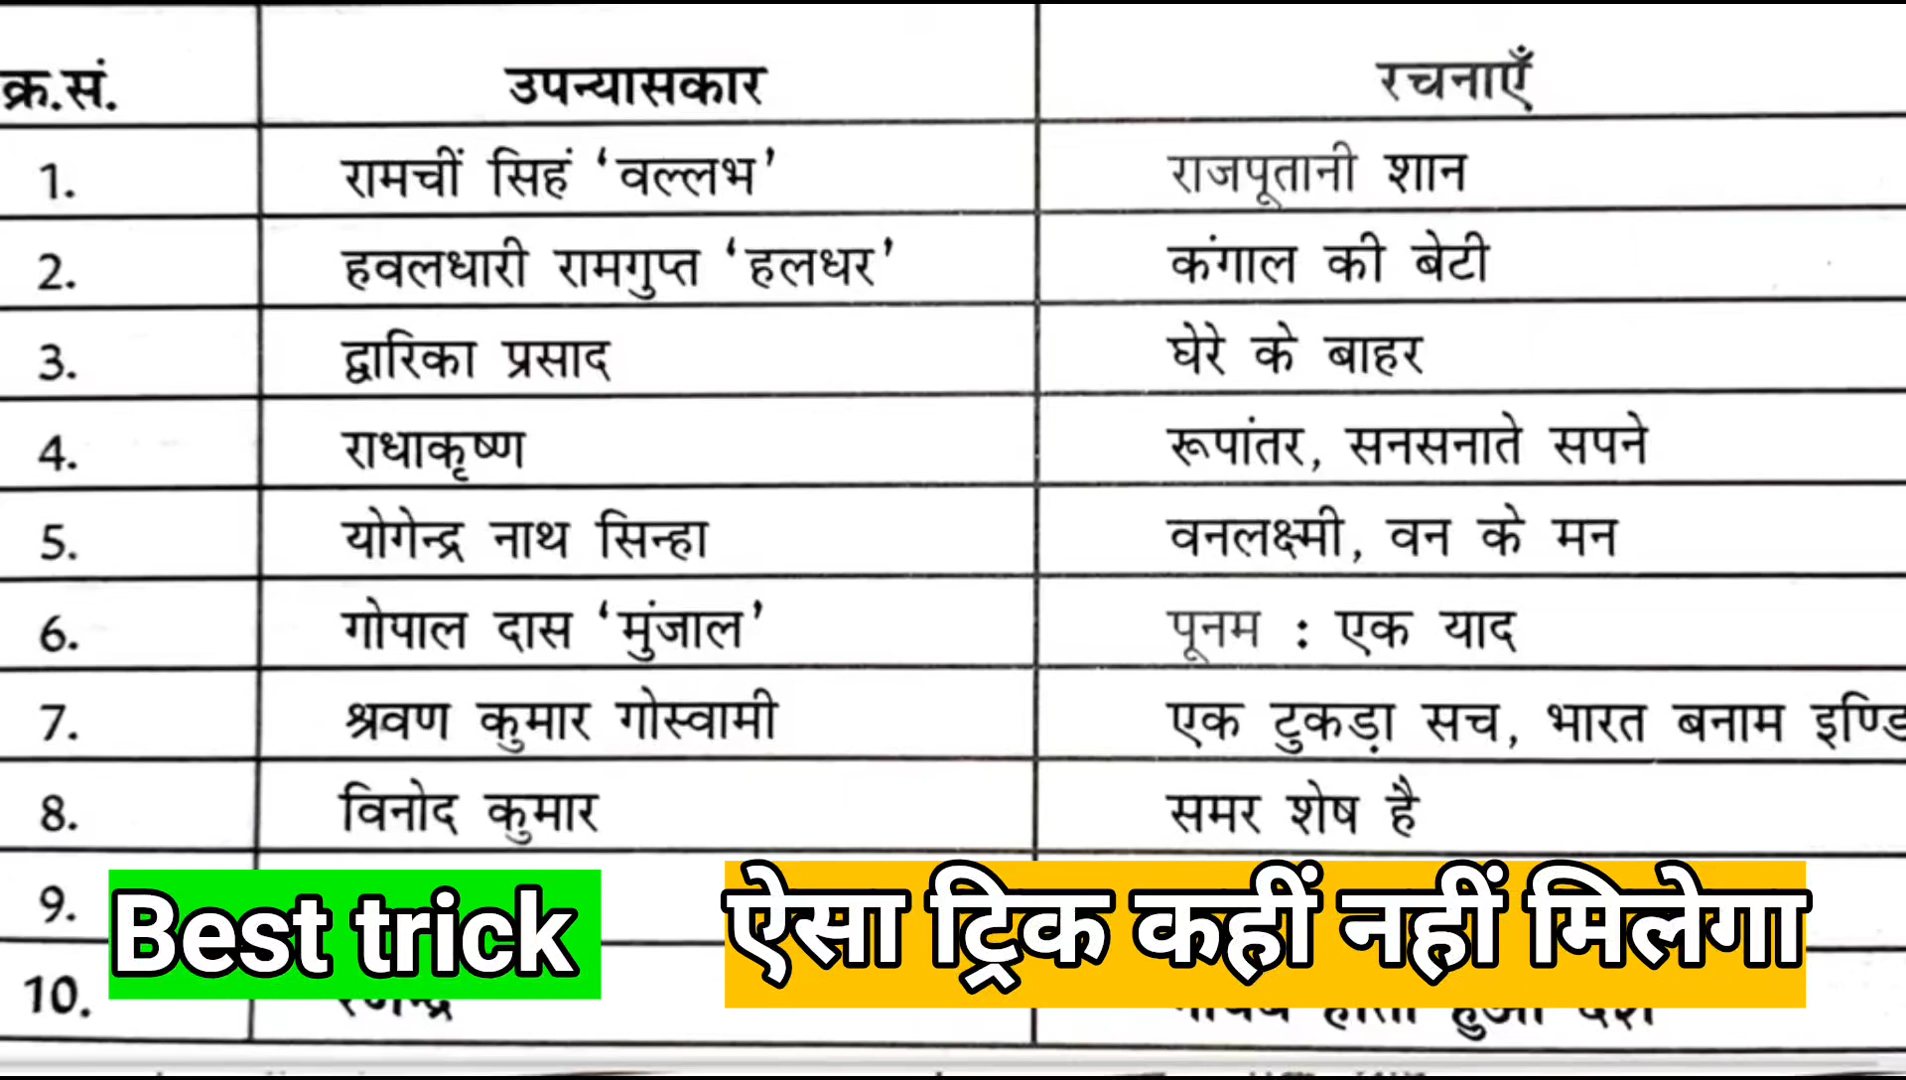 क्र.सं. उपन्यासकार रचनाएँ
1. रामचीं सिहं ‘वल्लभ’ राजपूतानी शान
2. हवलधारी रामगुप्त ‘हलधर’ कंगाल की बेटी
3. द्वारिका प्रसाद घेरे के बाहर
4. राधाकृष्ण रूपांतर, सनसनाते सपने
5. योगेन्द्र नाथ सिन्हा वनलक्ष्मी, वन के मन
6. गोपाल दास ‘मुंजाल’ पूनम : एक याद
7. श्रवण कुमार गोस्वामी एक टुकड़ा सच, भारत बनाम
8. विनोद कुमार समर शेष है
9.
Best trick ऐसा ट्रिक कहीं नहीं मिलेगा
10. होता हुआ देश